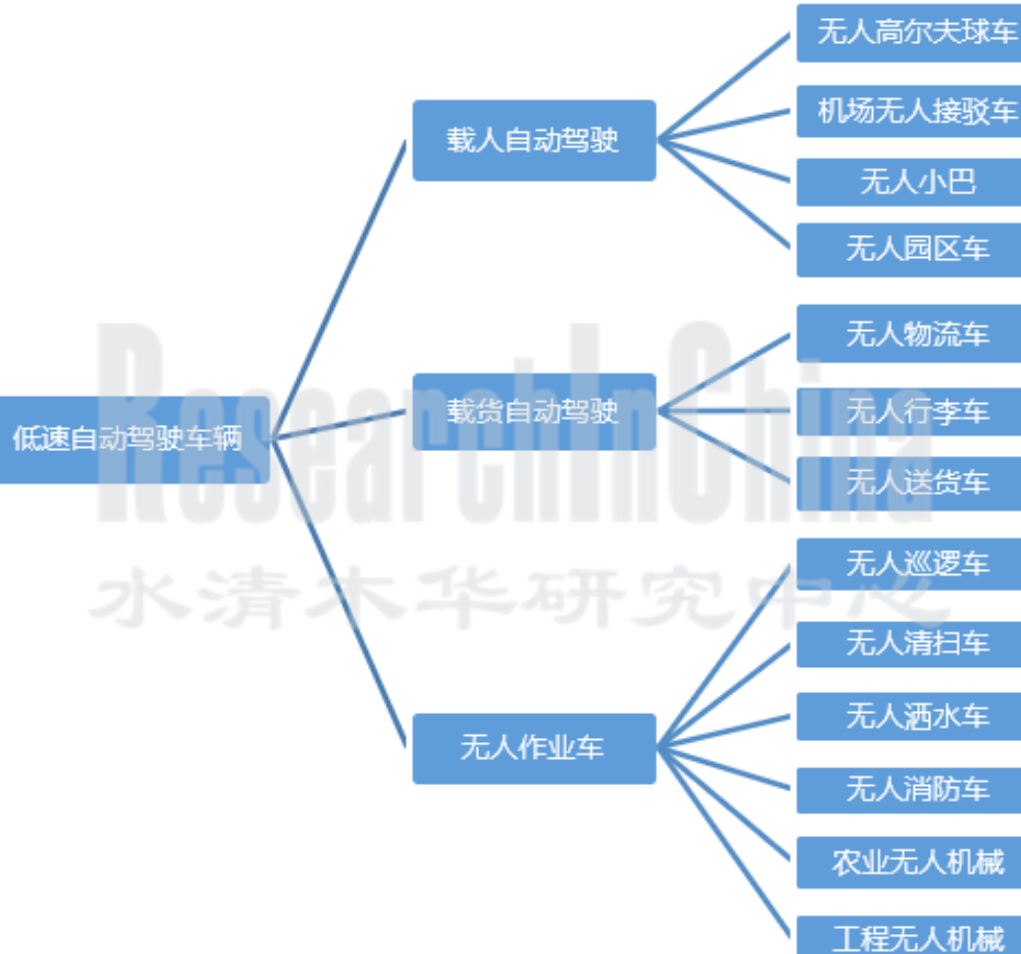 无人高尔夫球车
机场无人接驳车
载人自动驾驶
无人小巴
无人园区车
无人物流车
载货自动驾驶
无人行李车
低速自动驾驶车辆
ResearchInChina
无人送货车
无人巡逻车
水清木华研究中心
无人清扫车
无人洒水车
无人作业车
无人消防车
农业无人机械
工程无人机械